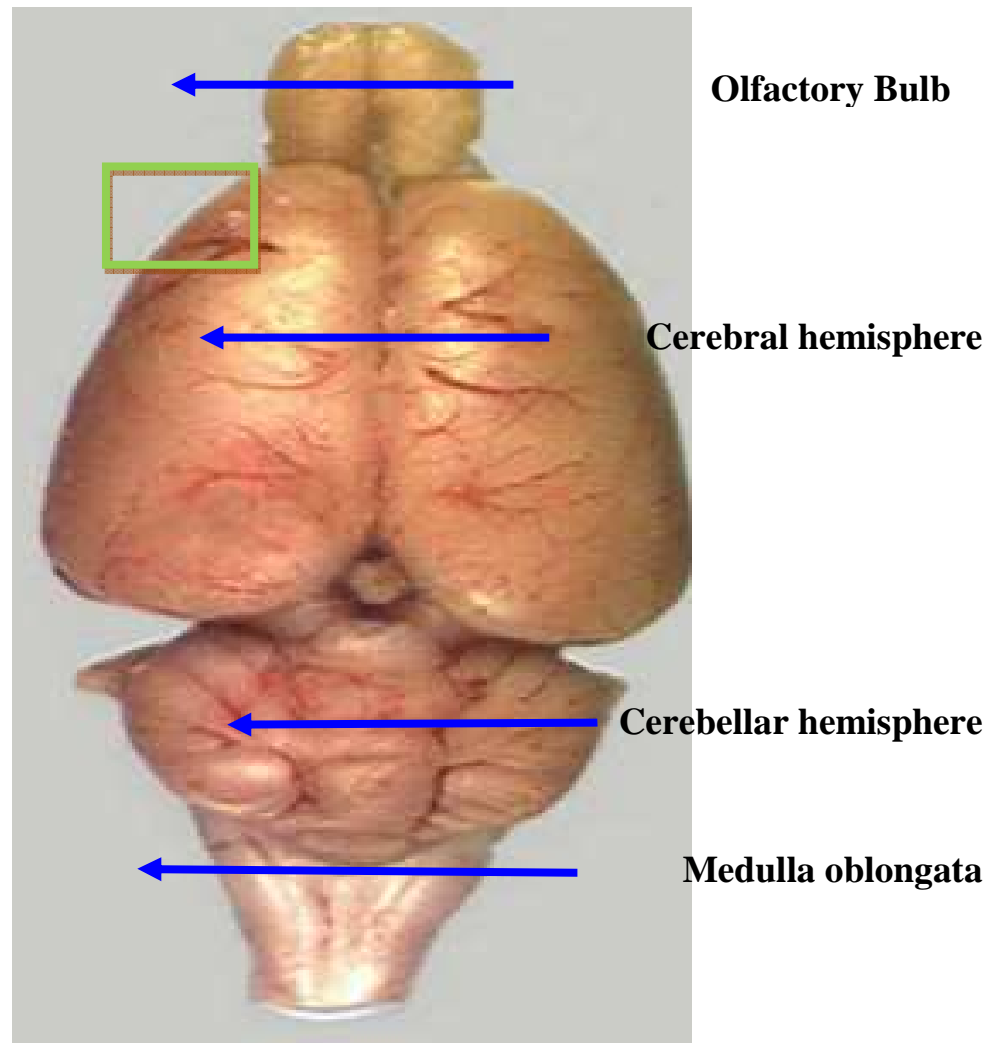 Olfactory Bulb
Cerebral hemisphere
Cerebellar hemisphere
Medulla oblongata